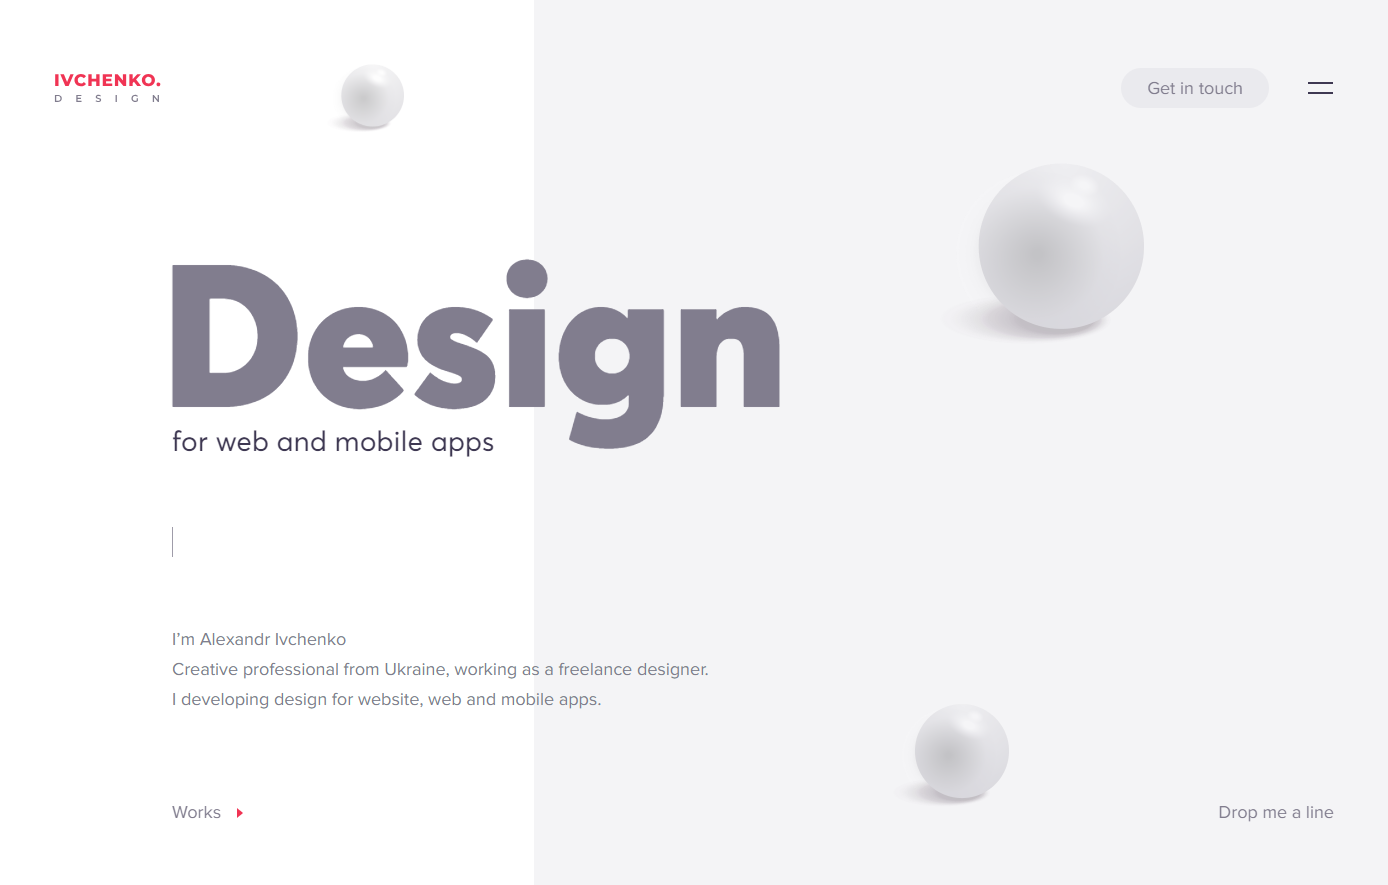 IVCHENKO.
DESIGN
Get in touch
Design
for web and mobile apps
I’m Alexandr Ivchenko
Creative professional from Ukraine, working as a freelance designer.
I developing design for website, web and mobile apps.
Works
Drop me a line